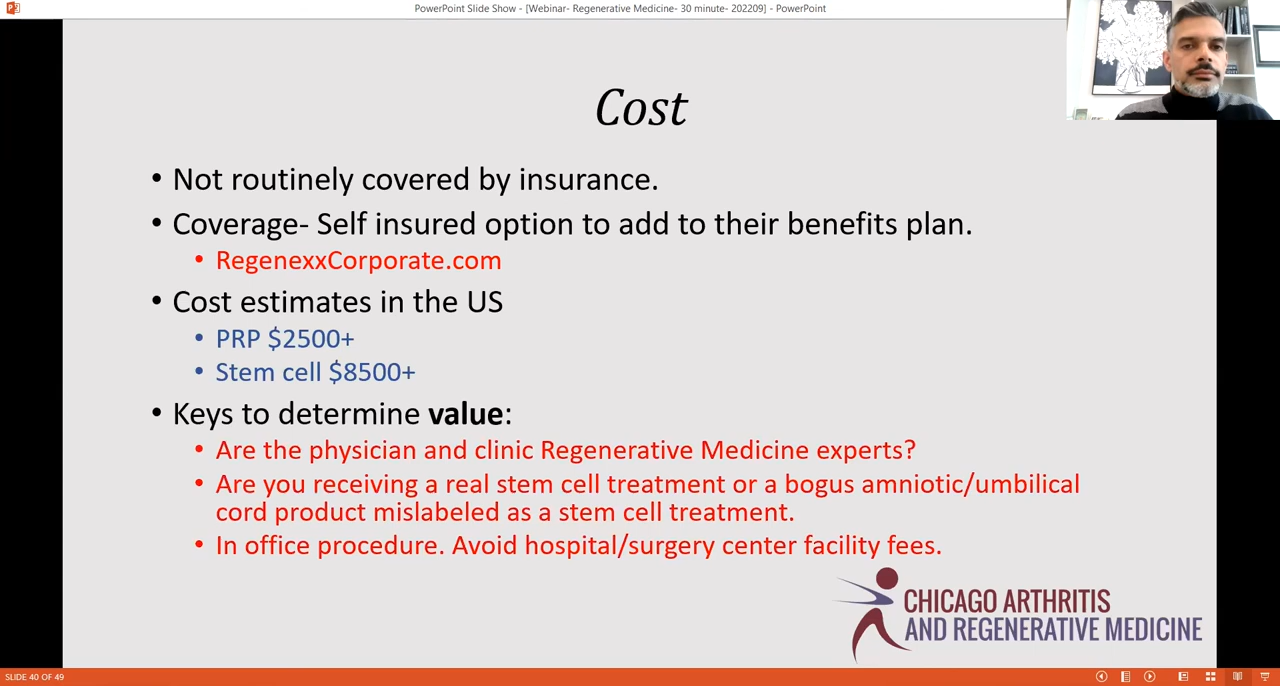 PowerPoint Slide Show - [Webinar- Regenerative Medicine- 30 minute- 202209] - PowerPoint
Cost
• Not routinely covered by insurance.
• Coverage- Self insured option to add to their benefits plan.
• RegenexxCorporate.com
• Cost estimates in the US
• PRP $2500+
• Stem cell $8500+
• Keys to determine value:
• Are the physician and clinic Regenerative Medicine experts?
• Are you receiving a real stem cell treatment or a bogus amniotic/umbilical
cord product mislabeled as a stem cell treatment.
• In office procedure. Avoid hospital/surgery center facility fees.
CHICAGO ARTHRITIS
AND REGENERATIVE MEDICINE
SLIDE 40 OF 49